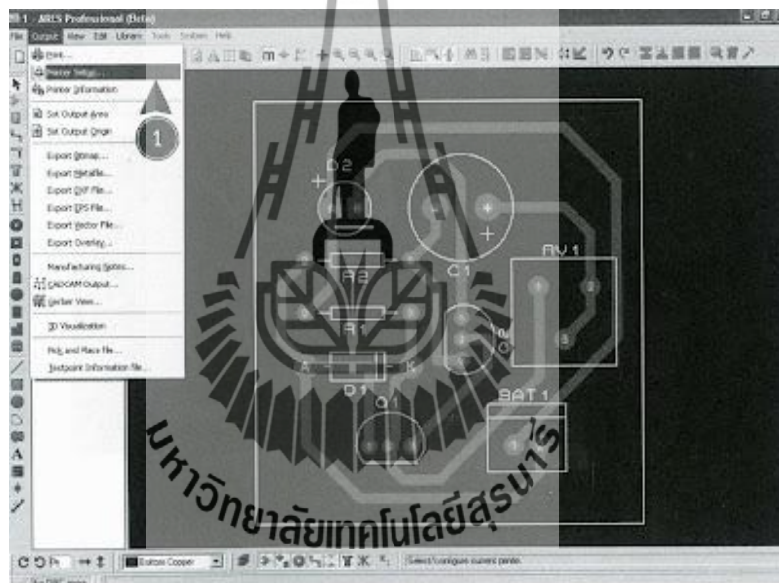 1 - ARES Professional (Beta)
File Output View Edit Library Tools System Help
Print...
Printer Setup...
Printer Information
Set Output Area
Set Output Origin
Export Bitmap...
Export Metafile...
Export DXF File...
Export EPS File...
Export Vector File...
Export Overlay...
Manufacturing Notes...
CADCAM Output...
Gerber View...
3D Visualization
Pick and Place File...
Testpoint Information file...
1
D2
+
+
C1
RV1
1
2
3
R2
R1
A
K
D1
Q1
BAT1
มหาวิทยาลัยเทคโนโลยีสุรนารี
Bottom Copper
Select/configure current printer.